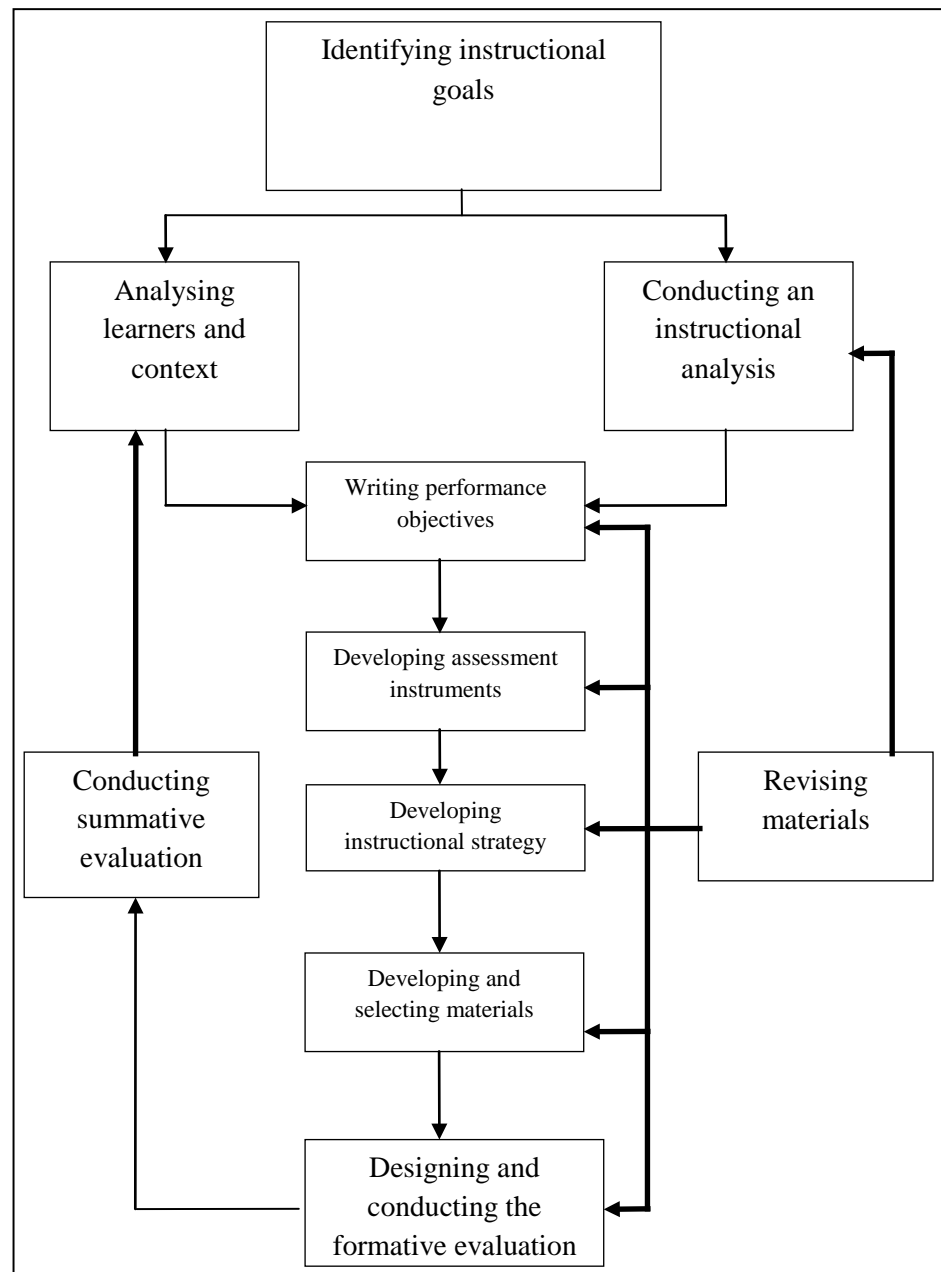 Identifying instructional
goals
Analysing
learners and
context
Conducting an
instructional
analysis
Writing performance
objectives
Developing assessment
instruments
Conducting
summative
evaluation
Developing
instructional strategy
Revising
materials
Developing and
selecting materials
Designing and
conducting the
formative evaluation